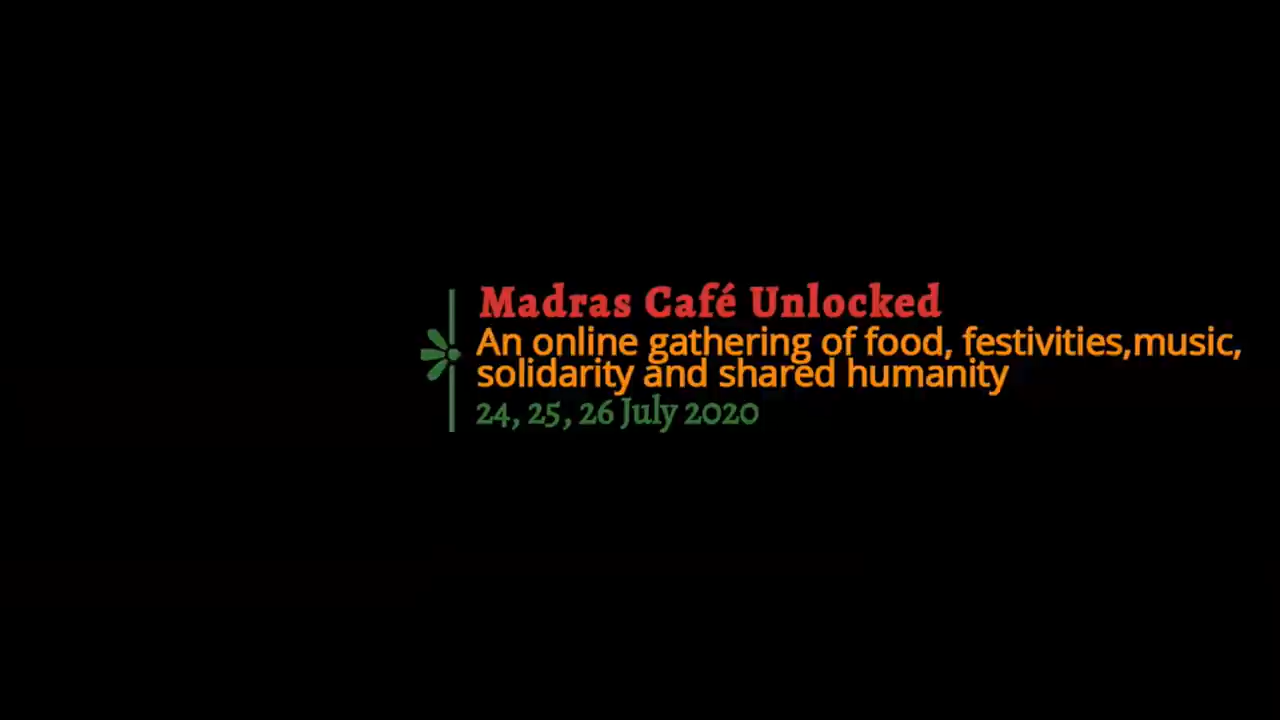 Madras Café Unlocked
An online gathering of food, festivities,music,
solidarity and shared humanity
24, 25, 26 July 2020